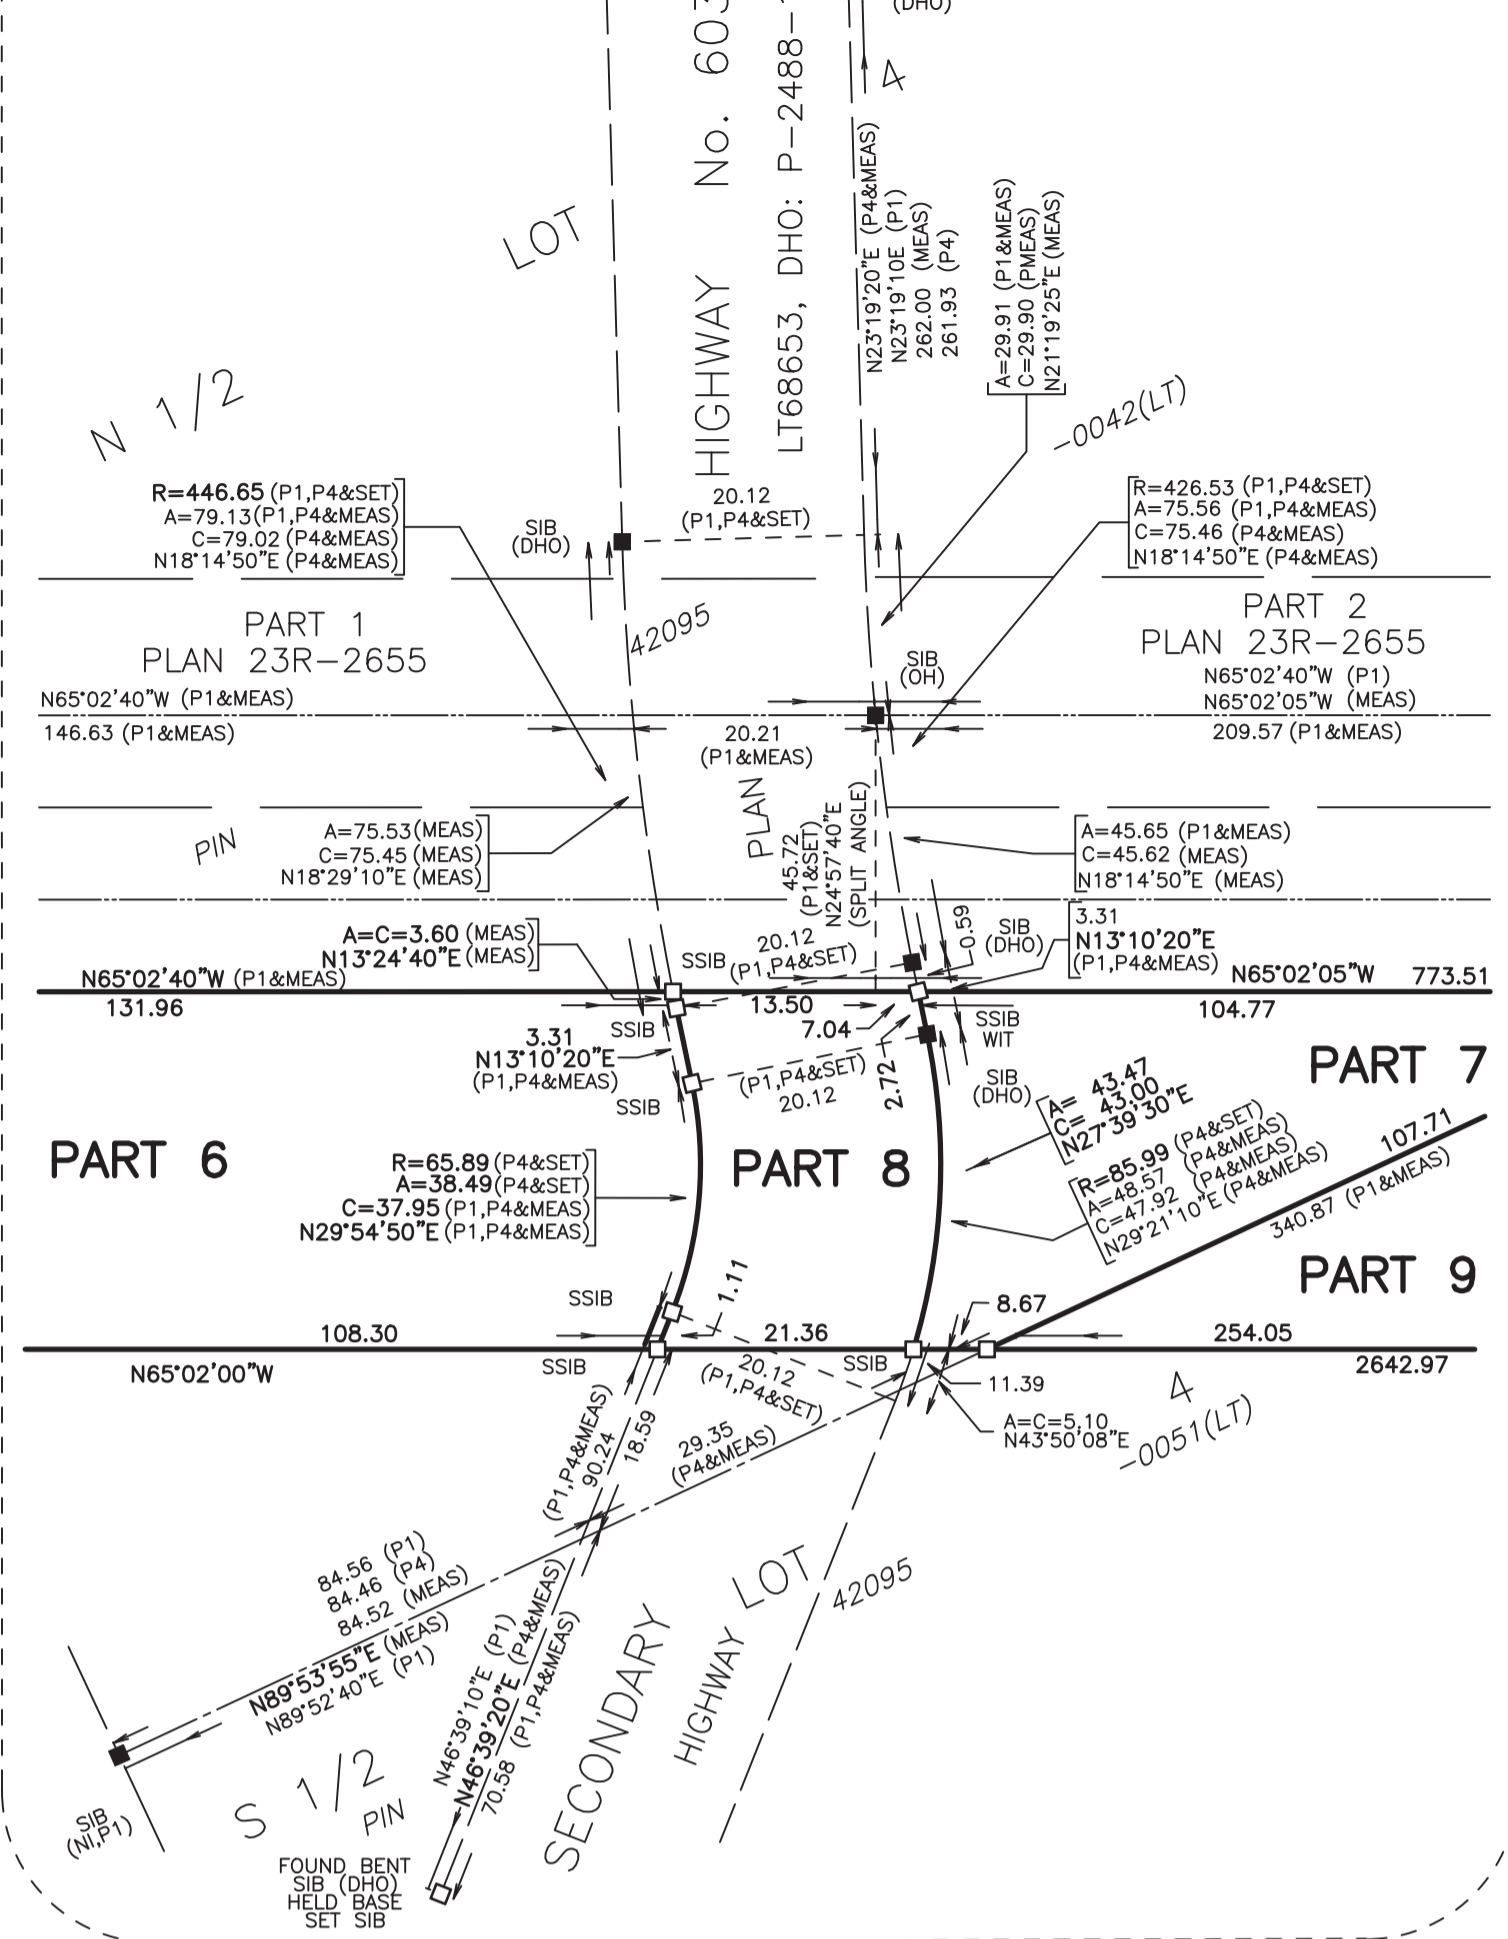 (DHO)
HIGHWAY No. 603
LT68653, DHO: P-2488-
4
LOT
N23°19'20"E (P4&MEAS)
N23°19'10E (P1)
262.00 (MEAS)
261.93 (P4)
A=29.91 (P1&MEAS)
C=29.90 (PMEAS)
N21°19'25"E (MEAS)
N 1/2
-0042(LT)
R=446.65 (P1,P4&SET)
A=79.13(P1,P4&MEAS)
C=79.02 (P4&MEAS)
N18°14'50"E (P4&MEAS)
SIB
(DHO)
20.12
(P1,P4&SET)
R=426.53 (P1,P4&SET)
A=75.56 (P1,P4&MEAS)
C=75.46 (P4&MEAS)
N18°14'50"E (P4&MEAS)
PART 1
PLAN 23R-2655
42095
PART 2
PLAN 23R-2655
SIB
(OH)
N65°02'40"W (P1&MEAS)
146.63 (P1&MEAS)
N65°02'40"W (P1)
N65°02'05"W (MEAS)
209.57 (P1&MEAS)
20.21
(P1&MEAS)
PLAN
45.72
(P1&SET)
N24°57'40"E
(SPLIT ANGLE)
PIN
A=75.53(MEAS)
C=75.45 (MEAS)
N18°29'10"E (MEAS)
A=45.65 (P1&MEAS)
C=45.62 (MEAS)
N18°14'50"E (MEAS)
A=C=3.60 (MEAS)
N13°24'40"E (MEAS)
SSIB
20.12
(P1,P4&SET)
0.59
SIB
(DHO)
3.31
N13°10'20"E
(P1,P4&MEAS)
N65°02'40"W (P1&MEAS)
131.96
N65°02'05"W 773.51
104.77
13.50
7.04
SSIB
SSIB
WIT
3.31
N13°10'20"E
(P1,P4&MEAS)
SSIB
(P1,P4&SET)
20.12
2.72
SIB
(DHO)
PART 7
A= 43.47
C= 43.00
N27°39'30"E
R=85.99 (P4&SET)
A=48.57 (P4&MEAS)
C=47.92 (P4&MEAS)
N29°21'10"E (P4&MEAS)
107.71
340.87 (P1&MEAS)
PART 6
R=65.89 (P4&SET)
A=38.49(P4&SET)
C=37.95 (P1,P4&MEAS)
N29°54'50"E (P1,P4&MEAS)
PART 8
PART 9
SSIB
1.11
8.67
108.30
21.36
254.05
N65°02'00"W
SSIB
20.12
(P1,P4&SET)
SSIB
11.39
2642.97
A=C=5.10
N43°50'08"E
4
-0051(LT)
(P1,P4&MEAS)
90.24
18.59
29.35
(P4&MEAS)
84.56 (P1)
84.46 (P4)
84.52 (MEAS)
N89°53'55"E (MEAS)
N89°52'40"E (P1)
N46°39'10"E (P1)
N46°39'20"E (P4&MEAS)
70.58 (P1,P4&MEAS)
SECONDARY
HIGHWAY
LOT
42095
SIB
(NI,P1)
S 1/2
PIN
FOUND BENT
SIB (DHO)
HELD BASE
SET SIB